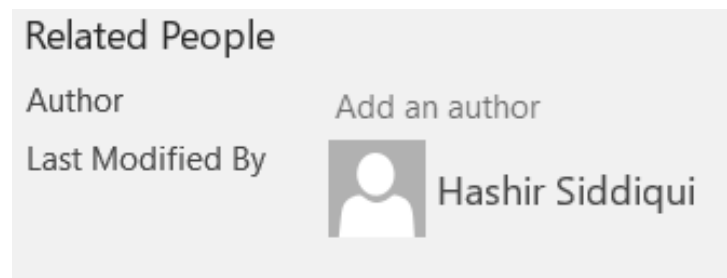 Related People
Author
Add an author
Last Modified By
Hashir Siddiqui